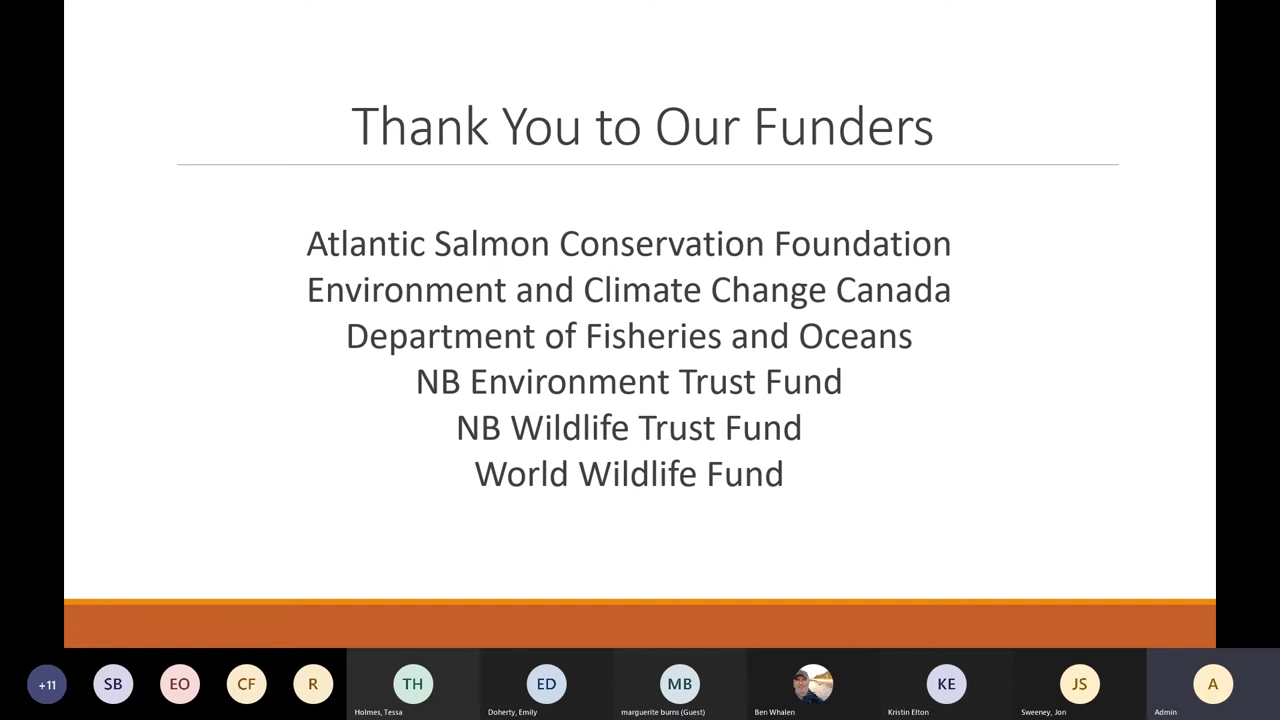 Thank You to Our Funders
Atlantic Salmon Conservation Foundation
Environment and Climate Change Canada
Department of Fisheries and Oceans
NB Environment Trust Fund
NB Wildlife Trust Fund
World Wildlife Fund
+11 SB EO CF R TH ED MB KE JS A
Holmes, Tessa Doherty, Emily marguerite burns (Guest) Ben Whalen Kristin Elton Sweeney, Jon Admin